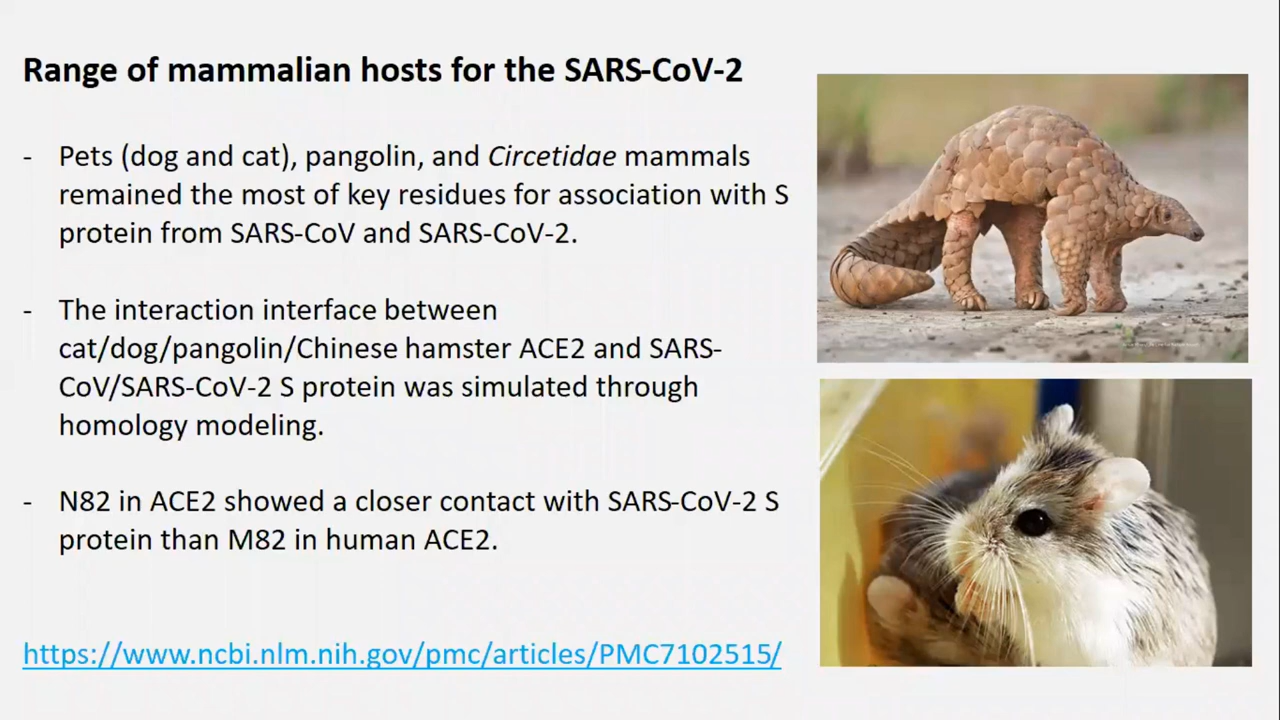 Range of mammalian hosts for the SARS-CoV-2
- Pets (dog and cat), pangolin, and Circetidae mammals
remained the most of key residues for association with S
protein from SARS-CoV and SARS-CoV-2.
- The interaction interface between
cat/dog/pangolin/Chinese hamster ACE2 and SARS-
CoV/SARS-CoV-2 S protein was simulated through
homology modeling.
- N82 in ACE2 showed a closer contact with SARS-CoV-2 S
protein than M82 in human ACE2.
https://www.ncbi.nlm.nih.gov/pmc/articles/PMC7102515/